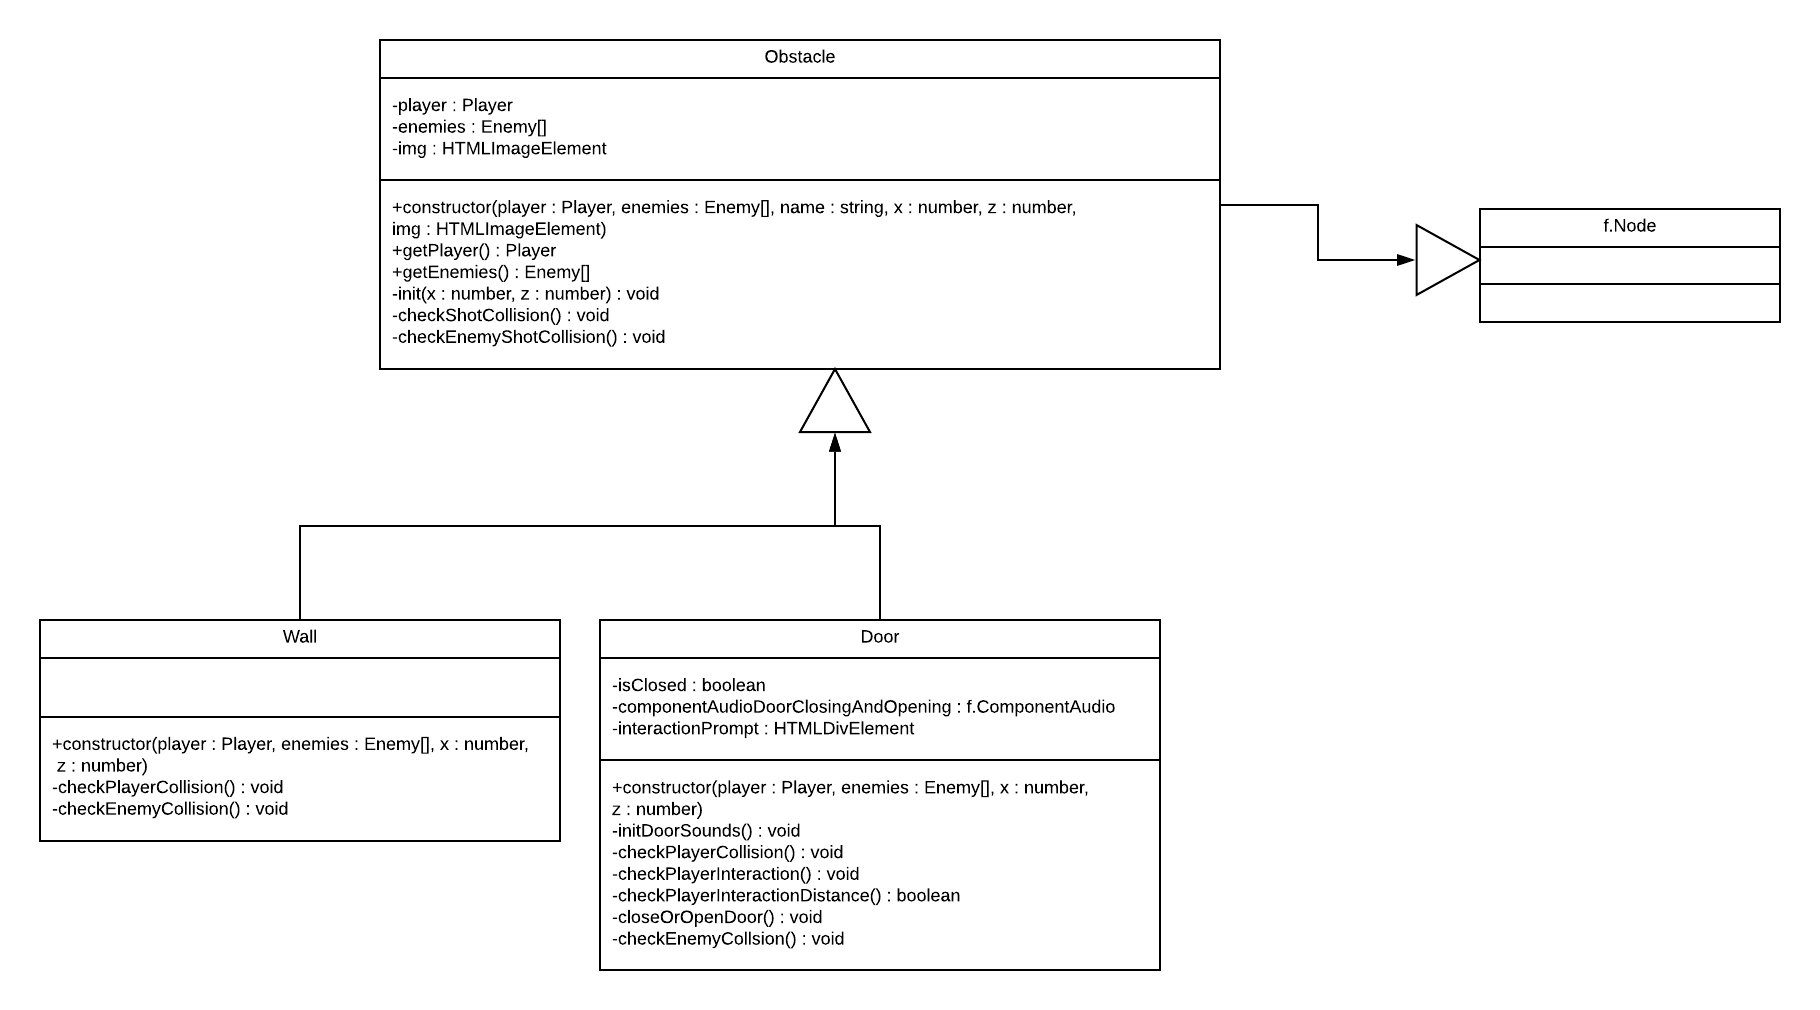 Obstacle
-player : Player
-enemies : Enemy[]
-img : HTMLImageElement
+constructor(player : Player, enemies : Enemy[], name : string, x : number, z : number,
img : HTMLImageElement)
+getPlayer() : Player
+getEnemies() : Enemy[]
-init(x : number, z : number) : void
-checkShotCollision() : void
-checkEnemyShotCollision() : void
f.Node
Wall
+constructor(player : Player, enemies : Enemy[], x : number,
z : number)
-checkPlayerCollision() : void
-checkEnemyCollision() : void
Door
-isClosed : boolean
-componentAudioDoorClosingAndOpening : f.ComponentAudio
-interactionPrompt : HTMLDivElement
+constructor(player : Player, enemies : Enemy[], x : number,
z : number)
-initDoorSounds() : void
-checkPlayerCollision() : void
-checkPlayerInteraction() : void
-checkPlayerInteractionDistance() : boolean
-closeOrOpenDoor() : void
-checkEnemyCollsion() : void